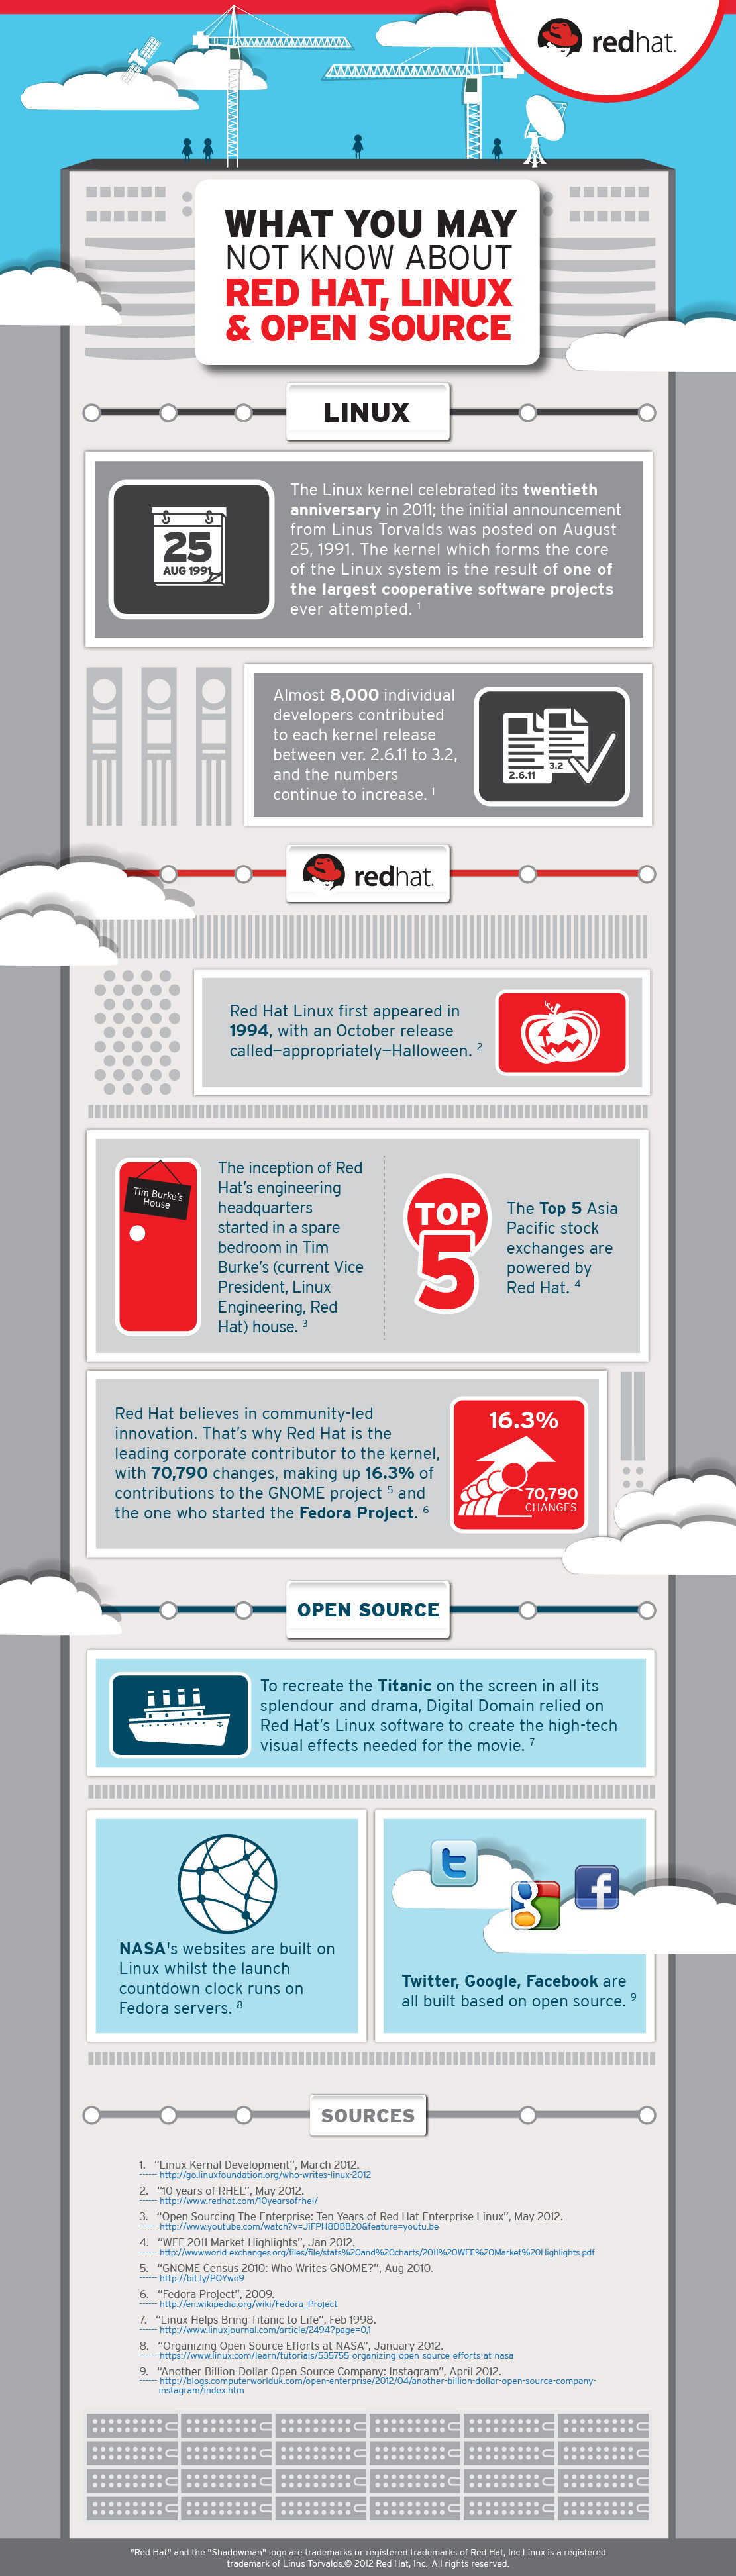 redhat.
WHAT YOU MAY
NOT KNOW ABOUT
RED HAT, LINUX
& OPEN SOURCE
LINUX
25
AUG 1991
The Linux kernel celebrated its twentieth
anniversary in 2011; the initial announcement
from Linus Torvalds was posted on August
25, 1991. The kernel which forms the core
of the Linux system is the result of one of
the largest cooperative software projects
ever attempted. 1
Almost 8,000 individual
developers contributed
to each kernel release
between ver. 2.6.11 to 3.2,
and the numbers
continue to increase. 1
2.6.11
3.2
redhat.
Red Hat Linux first appeared in
1994, with an October release
called—appropriately—Halloween. 2
Tim Burke's
House
The inception of Red
Hat's engineering
headquarters
started in a spare
bedroom in Tim
Burke's (current Vice
President, Linux
Engineering, Red
Hat) house. 3
TOP
5
The Top 5 Asia
Pacific stock
exchanges are
powered by
Red Hat. 4
Red Hat believes in community-led
innovation. That's why Red Hat is the
leading corporate contributor to the kernel,
with 70,790 changes, making up 16.3% of
contributions to the GNOME project 5 and
the one who started the Fedora Project. 6
16.3%
70,790
CHANGES
OPEN SOURCE
To recreate the Titanic on the screen in all its
splendour and drama, Digital Domain relied on
Red Hat's Linux software to create the high-tech
visual effects needed for the movie. 7
NASA's websites are built on
Linux whilst the launch
countdown clock runs on
Fedora servers. 8
Twitter, Google, Facebook are
all built based on open source. 9
SOURCES
1. "Linux Kernal Development", March 2012.
------ http://go.linuxfoundation.org/who-writes-linux-2012
2. "10 years of RHEL", May 2012.
------ http://www.redhat.com/10yearsofrhel/
3. "Open Sourcing The Enterprise: Ten Years of Red Hat Enterprise Linux", May 2012.
------ http://www.youtube.com/watch?v=JiFPH8DBB20&feature=youtu.be
4. "WFE 2011 Market Highlights", Jan 2012.
------ http://www.world-exchanges.org/files/file/stats%20and%20charts/2011%20WFE%20Market%20Highlights.pdf
5. "GNOME Census 2010: Who Writes GNOME?", Aug 2010.
------ http://bit.ly/POYwo9
6. "Fedora Project", 2009.
------ http://en.wikipedia.org/wiki/Fedora_Project
7. "Linux Helps Bring Titanic to Life", Feb 1998.
------ http://www.linuxjournal.com/article/2494?page=0,1
8. "Organizing Open Source Efforts at NASA", January 2012.
------ https://www.linux.com/learn/tutorials/535755-organizing-open-source-efforts-at-nasa
9. "Another Billion-Dollar Open Source Company: Instagram", April 2012.
------ http://blogs.computerworlduk.com/open-enterprise/2012/04/another-billion-dollar-open-source-company-
instagram/index.htm
"Red Hat" and the "Shadowman" logo are trademarks or registered trademarks of Red Hat, Inc.Linux is a registered
trademark of Linus Torvalds.© 2012 Red Hat, Inc. All rights reserved.